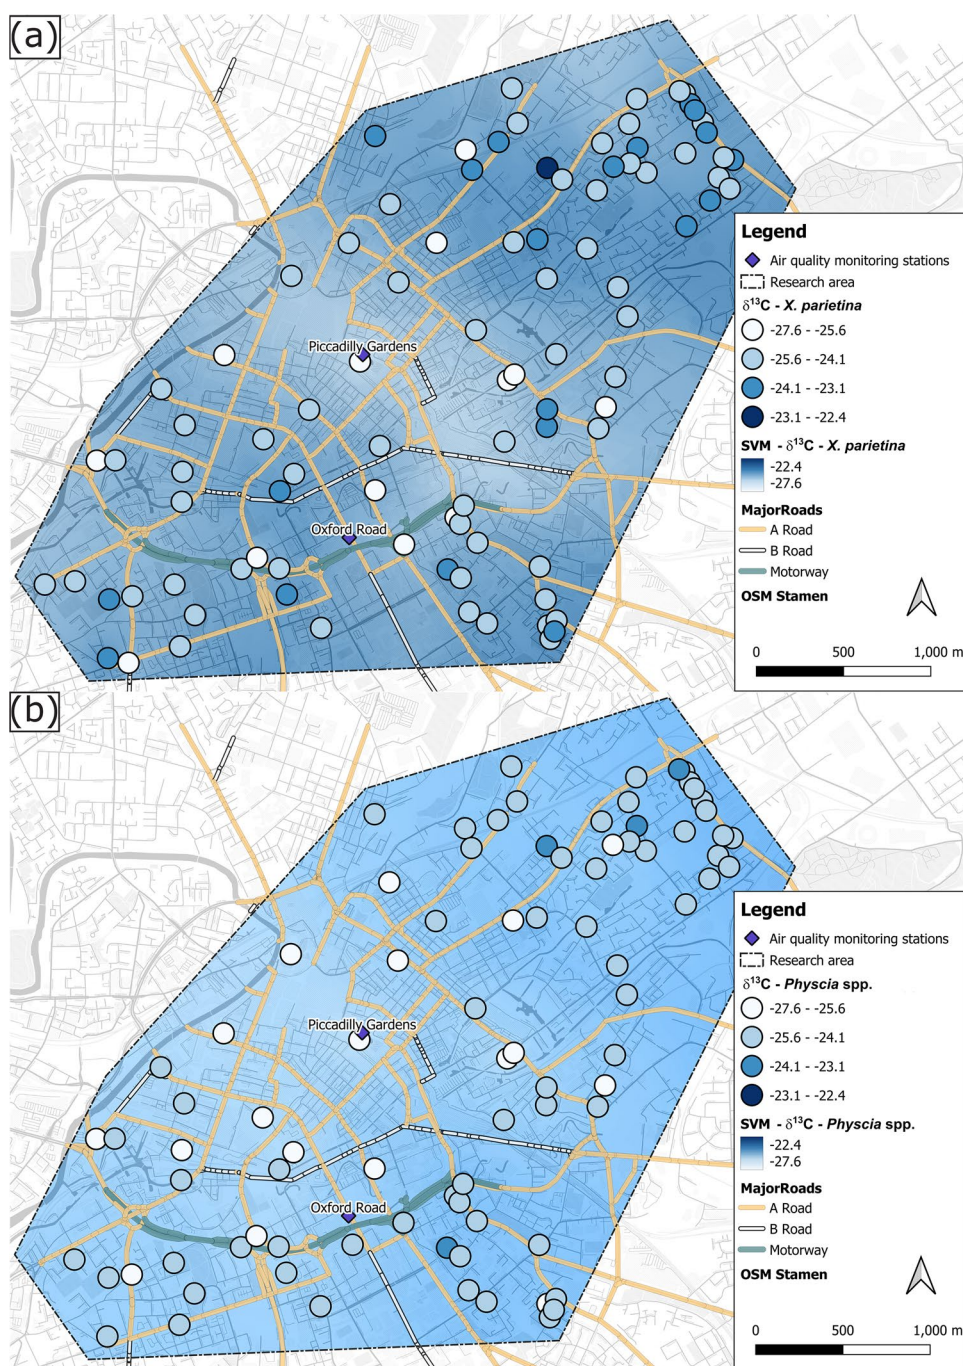 (a)
Piccadilly Gardens
Oxford Road
Legend
Air quality monitoring stations
Research area
δ¹³C - X. parietina
-27.6 - -25.6
-25.6 - -24.1
-24.1 - -23.1
-23.1 - -22.4
SVM - δ¹³C - X. parietina
-22.4
-27.6
MajorRoads
A Road
B Road
Motorway
OSM Stamen
0 500 1,000 m
(b)
Piccadilly Gardens
Oxford Road
Legend
Air quality monitoring stations
Research area
δ¹³C - Physcia spp.
-27.6 - -25.6
-25.6 - -24.1
-24.1 - -23.1
-23.1 - -22.4
SVM - δ¹³C - Physcia spp.
-22.4
-27.6
MajorRoads
A Road
B Road
Motorway
OSM Stamen
0 500 1,000 m